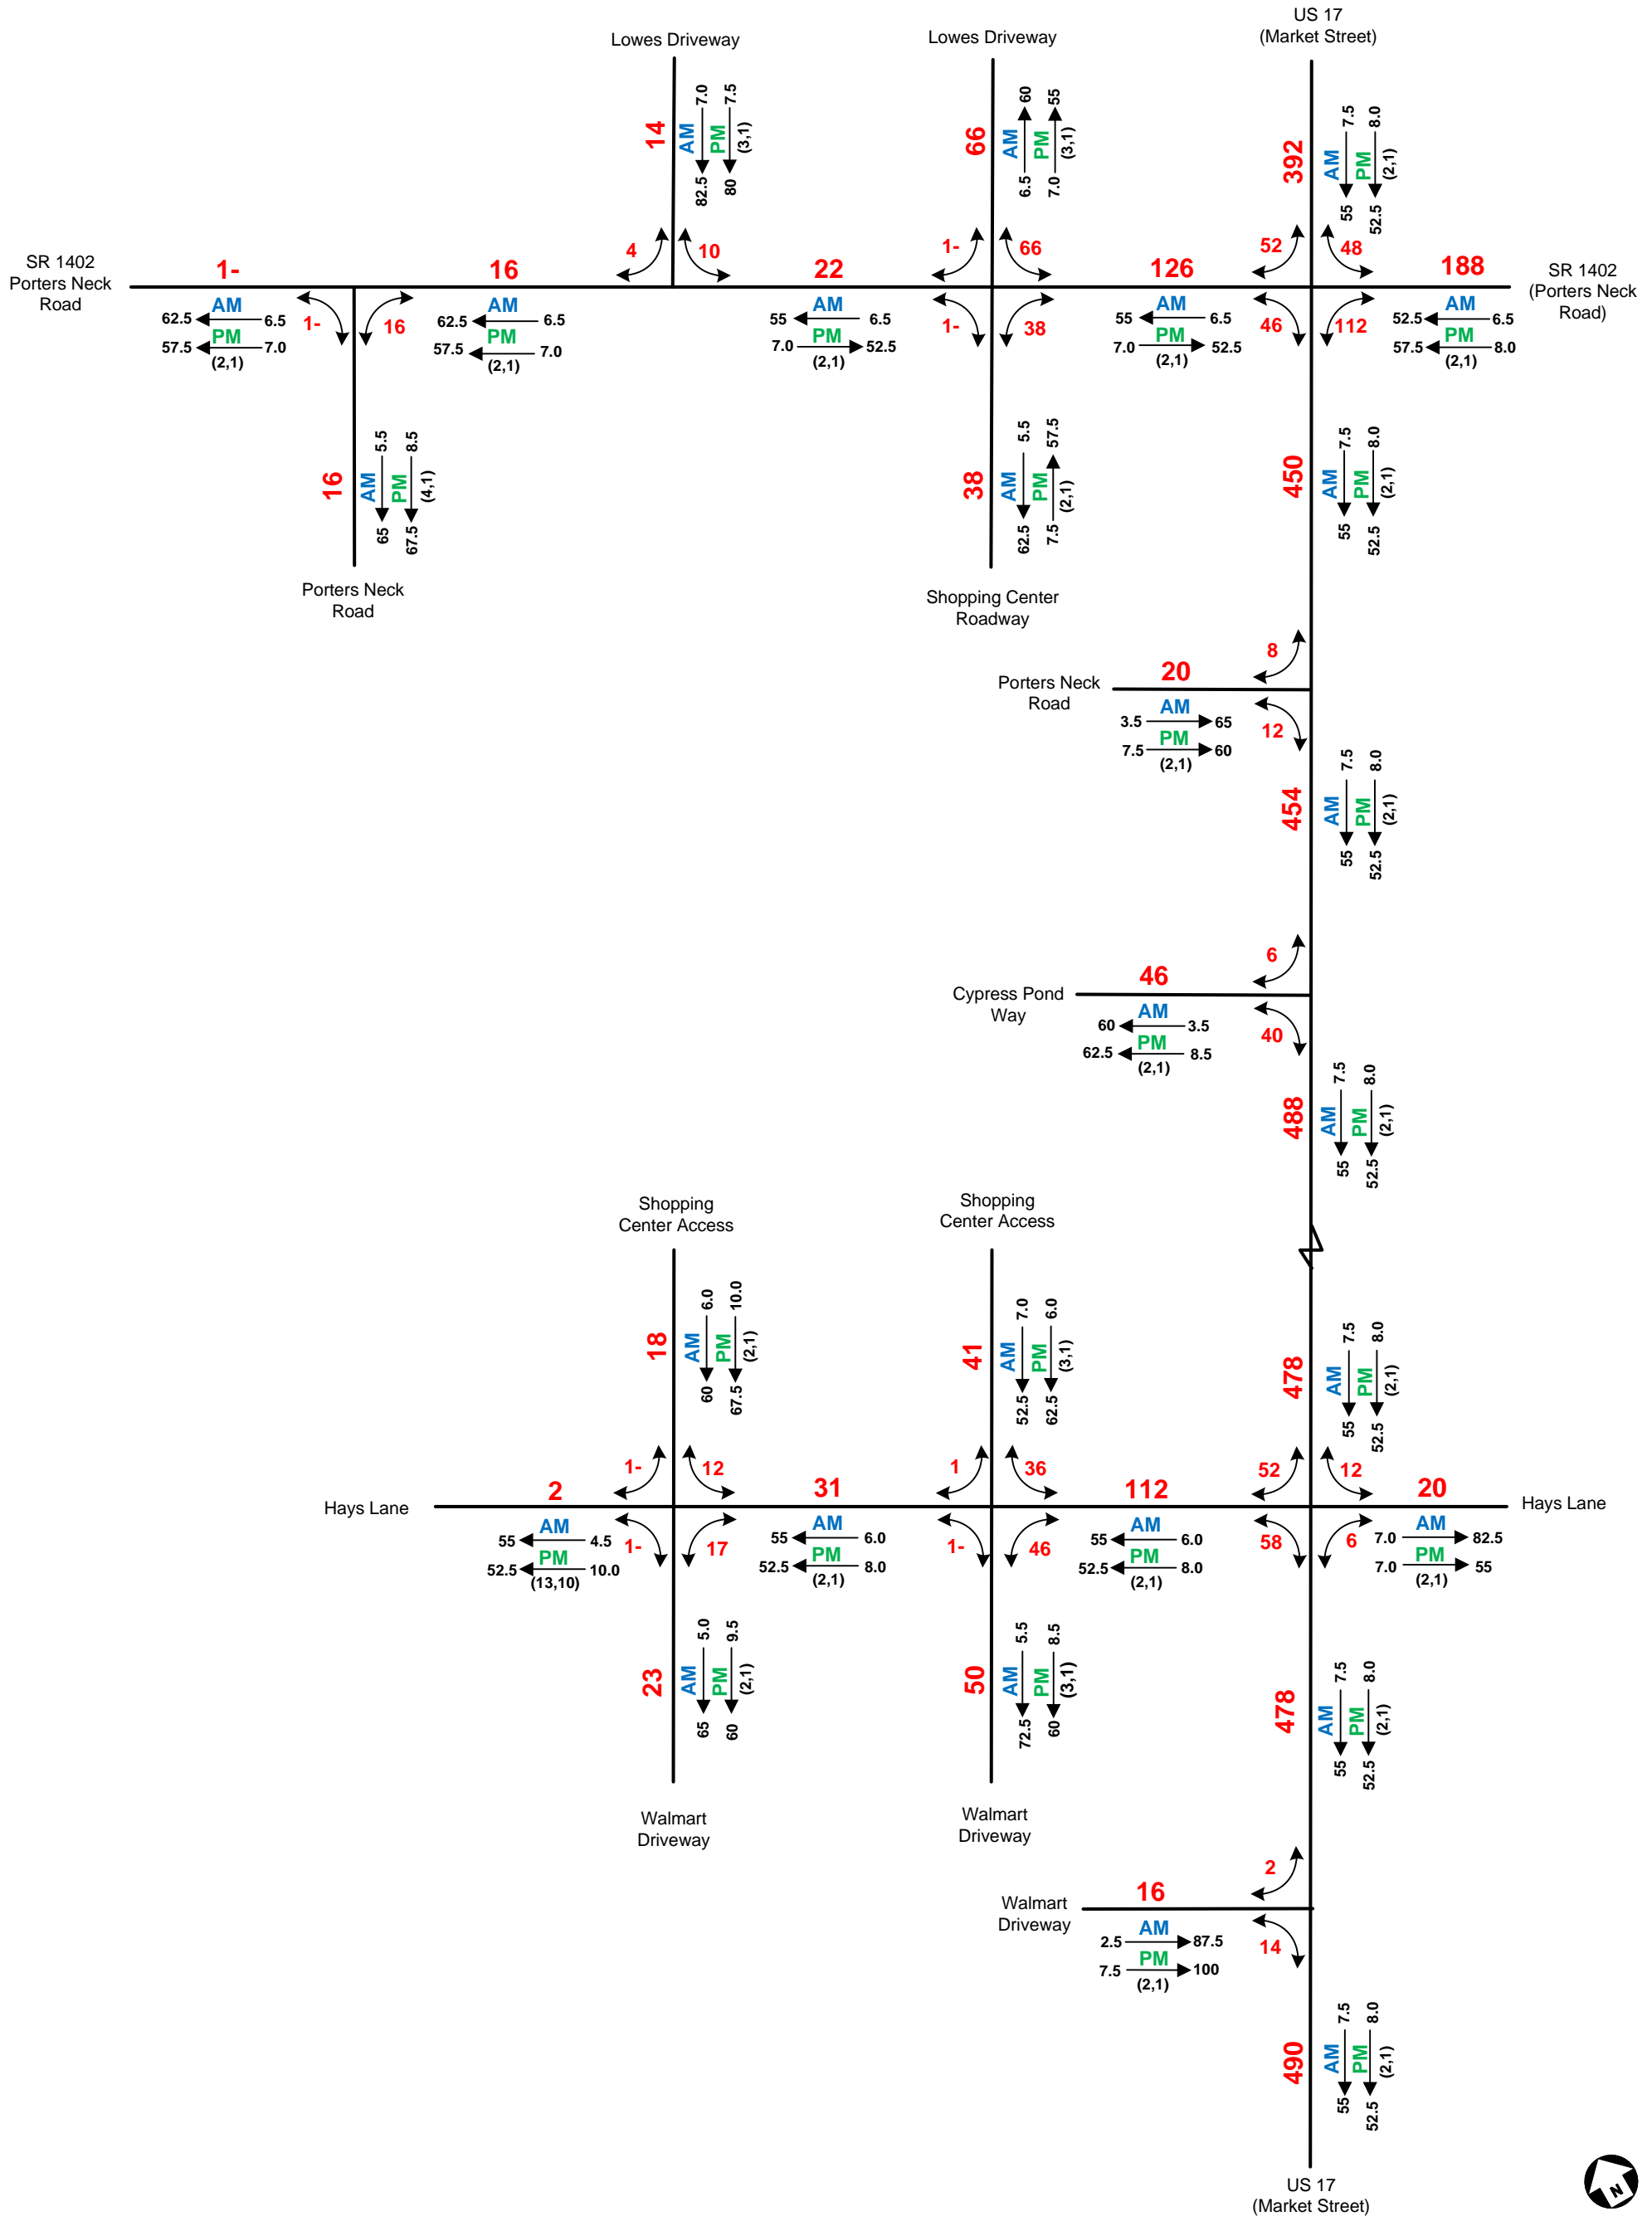 US 17
(Market Street)
Lowes Driveway
Lowes Driveway
14
AM
7.0
82.5
PM
7.5
80
(3,1)
66
AM
60
6.5
PM
55
7.0
(3,1)
392
AM
7.5
55
PM
8.0
52.5
(2,1)
SR 1402
Porters Neck
Road
1-
16
4
10
22
1-
66
126
52
48
188
SR 1402
(Porters Neck
Road)
AM
62.5 6.5
PM
57.5 7.0
(2,1)
1-
16
AM
62.5 6.5
PM
57.5 7.0
(2,1)
AM
55 6.5
PM
7.0 52.5
(2,1)
1-
38
AM
55 6.5
PM
7.0 52.5
(2,1)
46
112
AM
52.5 6.5
PM
57.5 8.0
(2,1)
16
AM
5.5
65
PM
8.5
67.5
(4,1)
38
AM
5.5
62.5
PM
57.5
7.5
(2,1)
450
AM
7.5
55
PM
8.0
52.5
(2,1)
Porters Neck
Road
Shopping Center
Roadway
Porters Neck
Road
20
8
AM
3.5 65
PM
7.5 60
(2,1)
12
454
AM
7.5
55
PM
8.0
52.5
(2,1)
Cypress Pond
Way
46
6
AM
60 3.5
PM
62.5 8.5
(2,1)
40
488
AM
7.5
55
PM
8.0
52.5
(2,1)
Shopping
Center Access
Shopping
Center Access
18
AM
6.0
60
PM
10.0
67.5
(2,1)
41
AM
7.0
52.5
PM
6.0
62.5
(3,1)
478
AM
7.5
55
PM
8.0
52.5
(2,1)
Hays Lane
2
1-
12
31
1
36
112
52
12
20
Hays Lane
AM
55 4.5
PM
52.5 10.0
(13,10)
1-
17
AM
55 6.0
PM
52.5 8.0
(2,1)
1-
46
AM
55 6.0
PM
52.5 8.0
(2,1)
58
6
AM
7.0 82.5
PM
7.0 55
(2,1)
23
AM
5.0
65
PM
9.5
60
(2,1)
50
AM
5.5
72.5
PM
8.5
60
(3,1)
478
AM
7.5
55
PM
8.0
52.5
(2,1)
Walmart
Driveway
Walmart
Driveway
Walmart
Driveway
16
2
AM
2.5 87.5
PM
7.5 100
(2,1)
14
490
AM
7.5
55
PM
8.0
52.5
(2,1)
US 17
(Market Street)
N